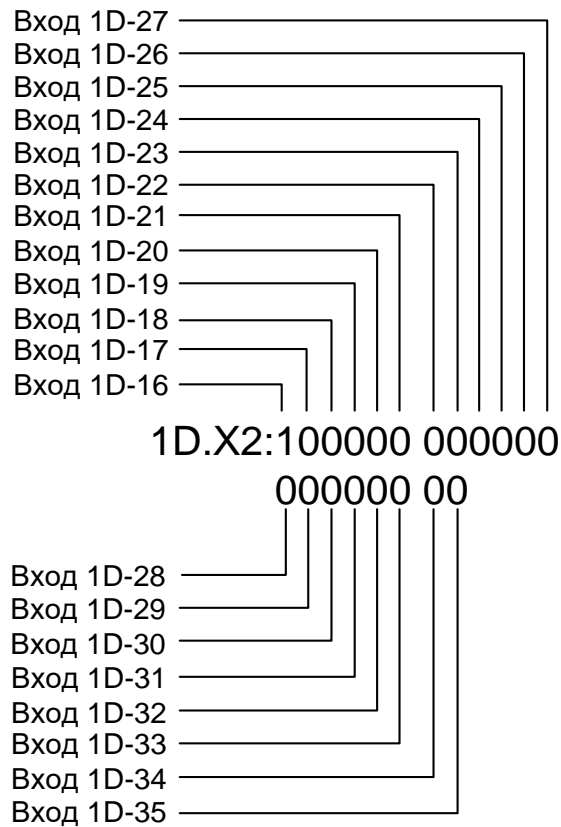 Вход 1D-27
Вход 1D-26
Вход 1D-25
Вход 1D-24
Вход 1D-23
Вход 1D-22
Вход 1D-21
Вход 1D-20
Вход 1D-19
Вход 1D-18
Вход 1D-17
Вход 1D-16
1D.X2:100000 000000
000000 00
Вход 1D-28
Вход 1D-29
Вход 1D-30
Вход 1D-31
Вход 1D-32
Вход 1D-33
Вход 1D-34
Вход 1D-35